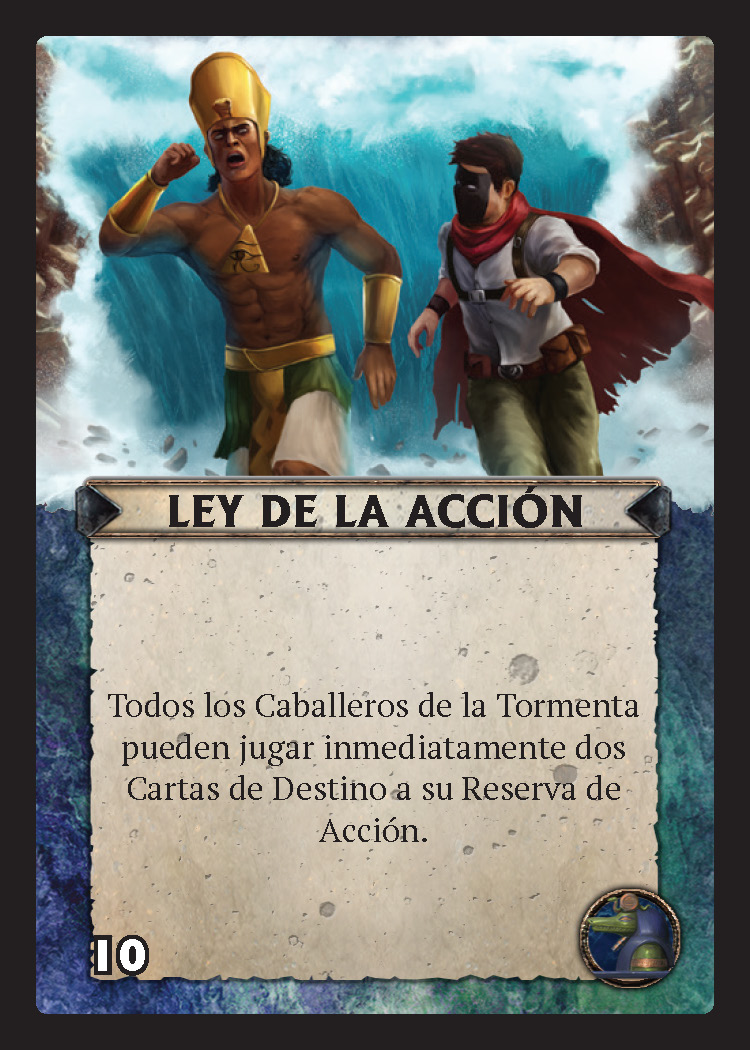 LEY DE LA ACCIÓN
Todos los Caballeros de la Tormenta
pueden jugar inmediatamente dos
Cartas de Destino a su Reserva de
Acción.
10